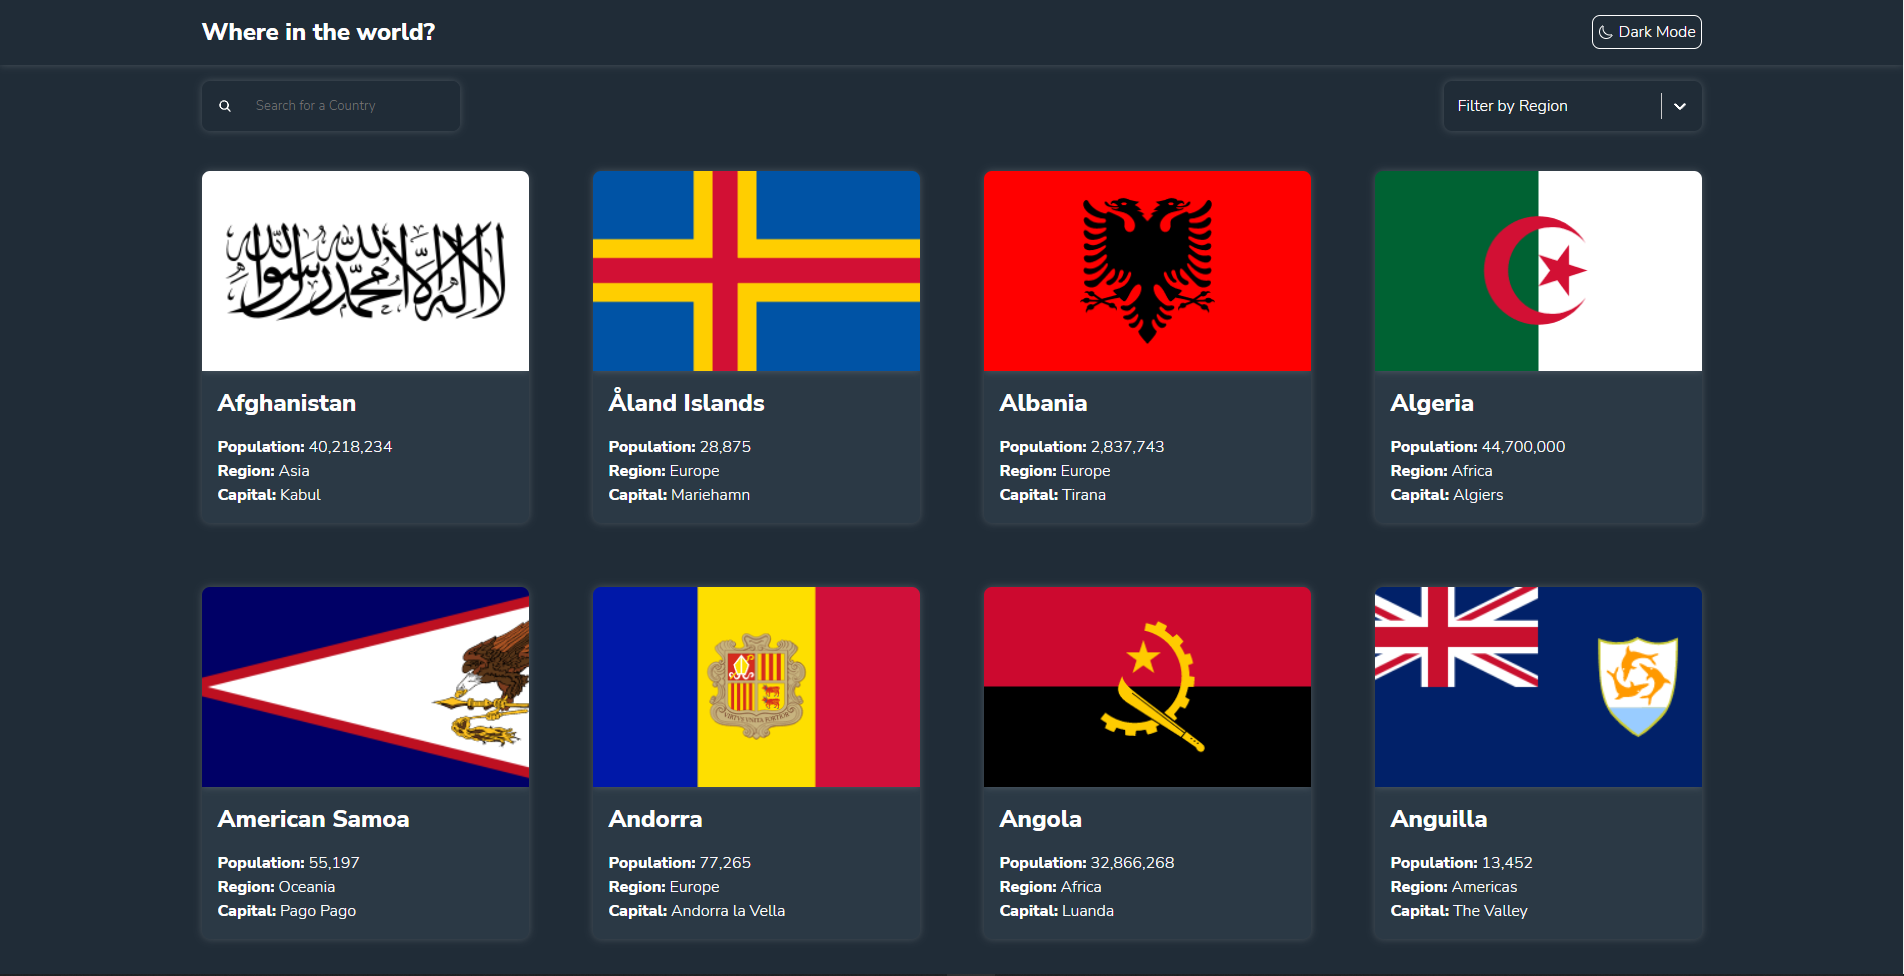 Where in the world?
Dark Mode
Search for a Country
Filter by Region
لا إله إلا الله محمد رسول الله
Afghanistan
Population: 40,218,234
Region: Asia
Capital: Kabul
Åland Islands
Population: 28,875
Region: Europe
Capital: Mariehamn
Albania
Population: 2,837,743
Region: Europe
Capital: Tirana
Algeria
Population: 44,700,000
Region: Africa
Capital: Algiers
American Samoa
Population: 55,197
Region: Oceania
Capital: Pago Pago
VIRTVS VNITA FORTIOR
Andorra
Population: 77,265
Region: Europe
Capital: Andorra la Vella
Angola
Population: 32,866,268
Region: Africa
Capital: Luanda
Anguilla
Population: 13,452
Region: Americas
Capital: The Valley